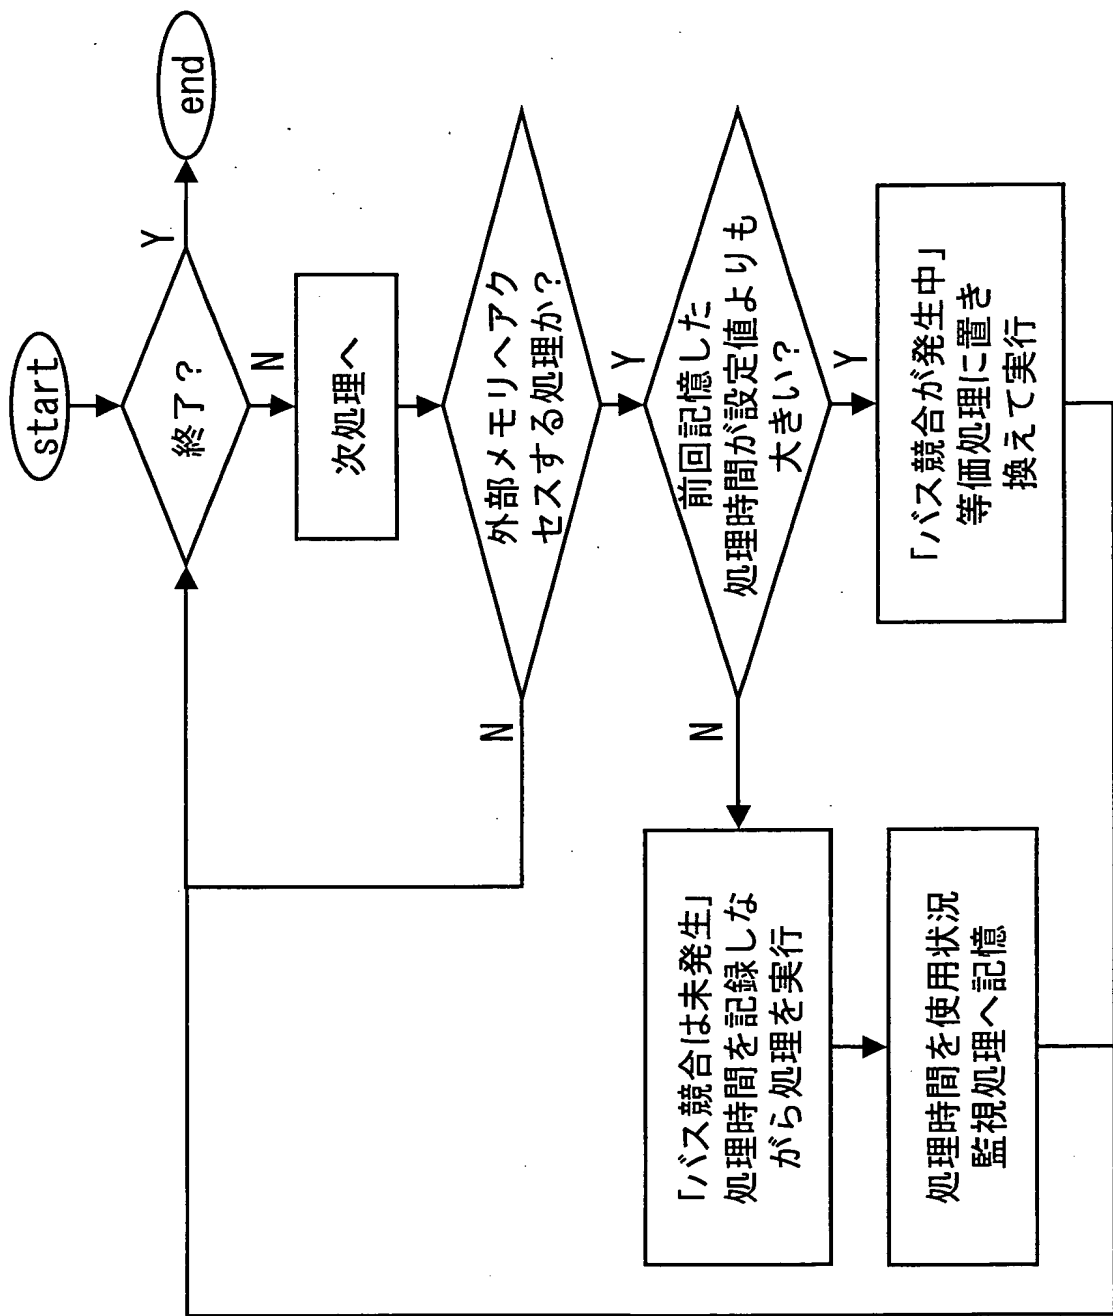 start
終了?
Y
end
N
次処理へ
外部メモリへアク
セスする処理か?
N
Y
前回記憶した
処理時間が設定値よりも
大きい?
N
Y
「バス競合は未発生」
処理時間を記録しな
がら処理を実行
「バス競合が発生中」
等価処理に置き
換えて実行
処理時間を使用状況
監視処理へ記憶